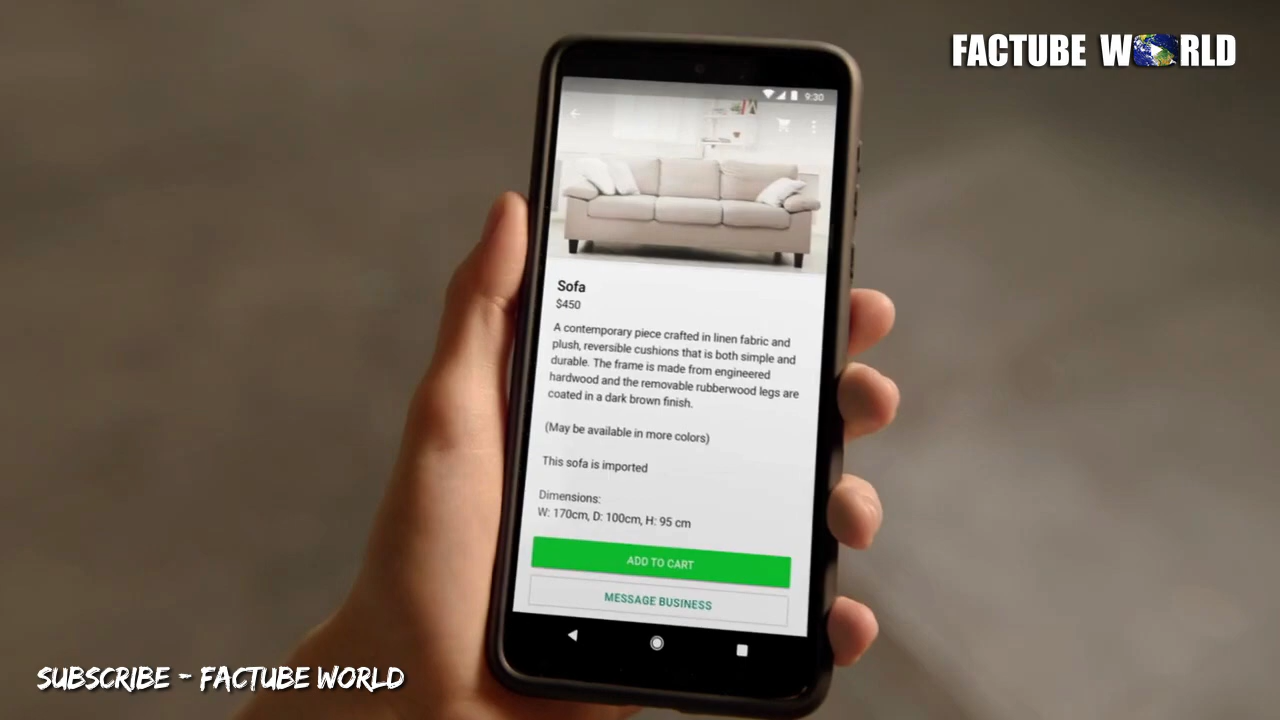 FACTUBE WORLD
9:30
Sofa
$450
A contemporary piece crafted in linen fabric and
plush, reversible cushions that is both simple and
durable. The frame is made from engineered
hardwood and the removable rubberwood legs are
coated in a dark brown finish.
(May be available in more colors)
This sofa is imported
Dimensions:
W: 170cm, D: 100cm, H: 95 cm
ADD TO CART
MESSAGE BUSINESS
SUBSCRIBE - FACTUBE WORLD